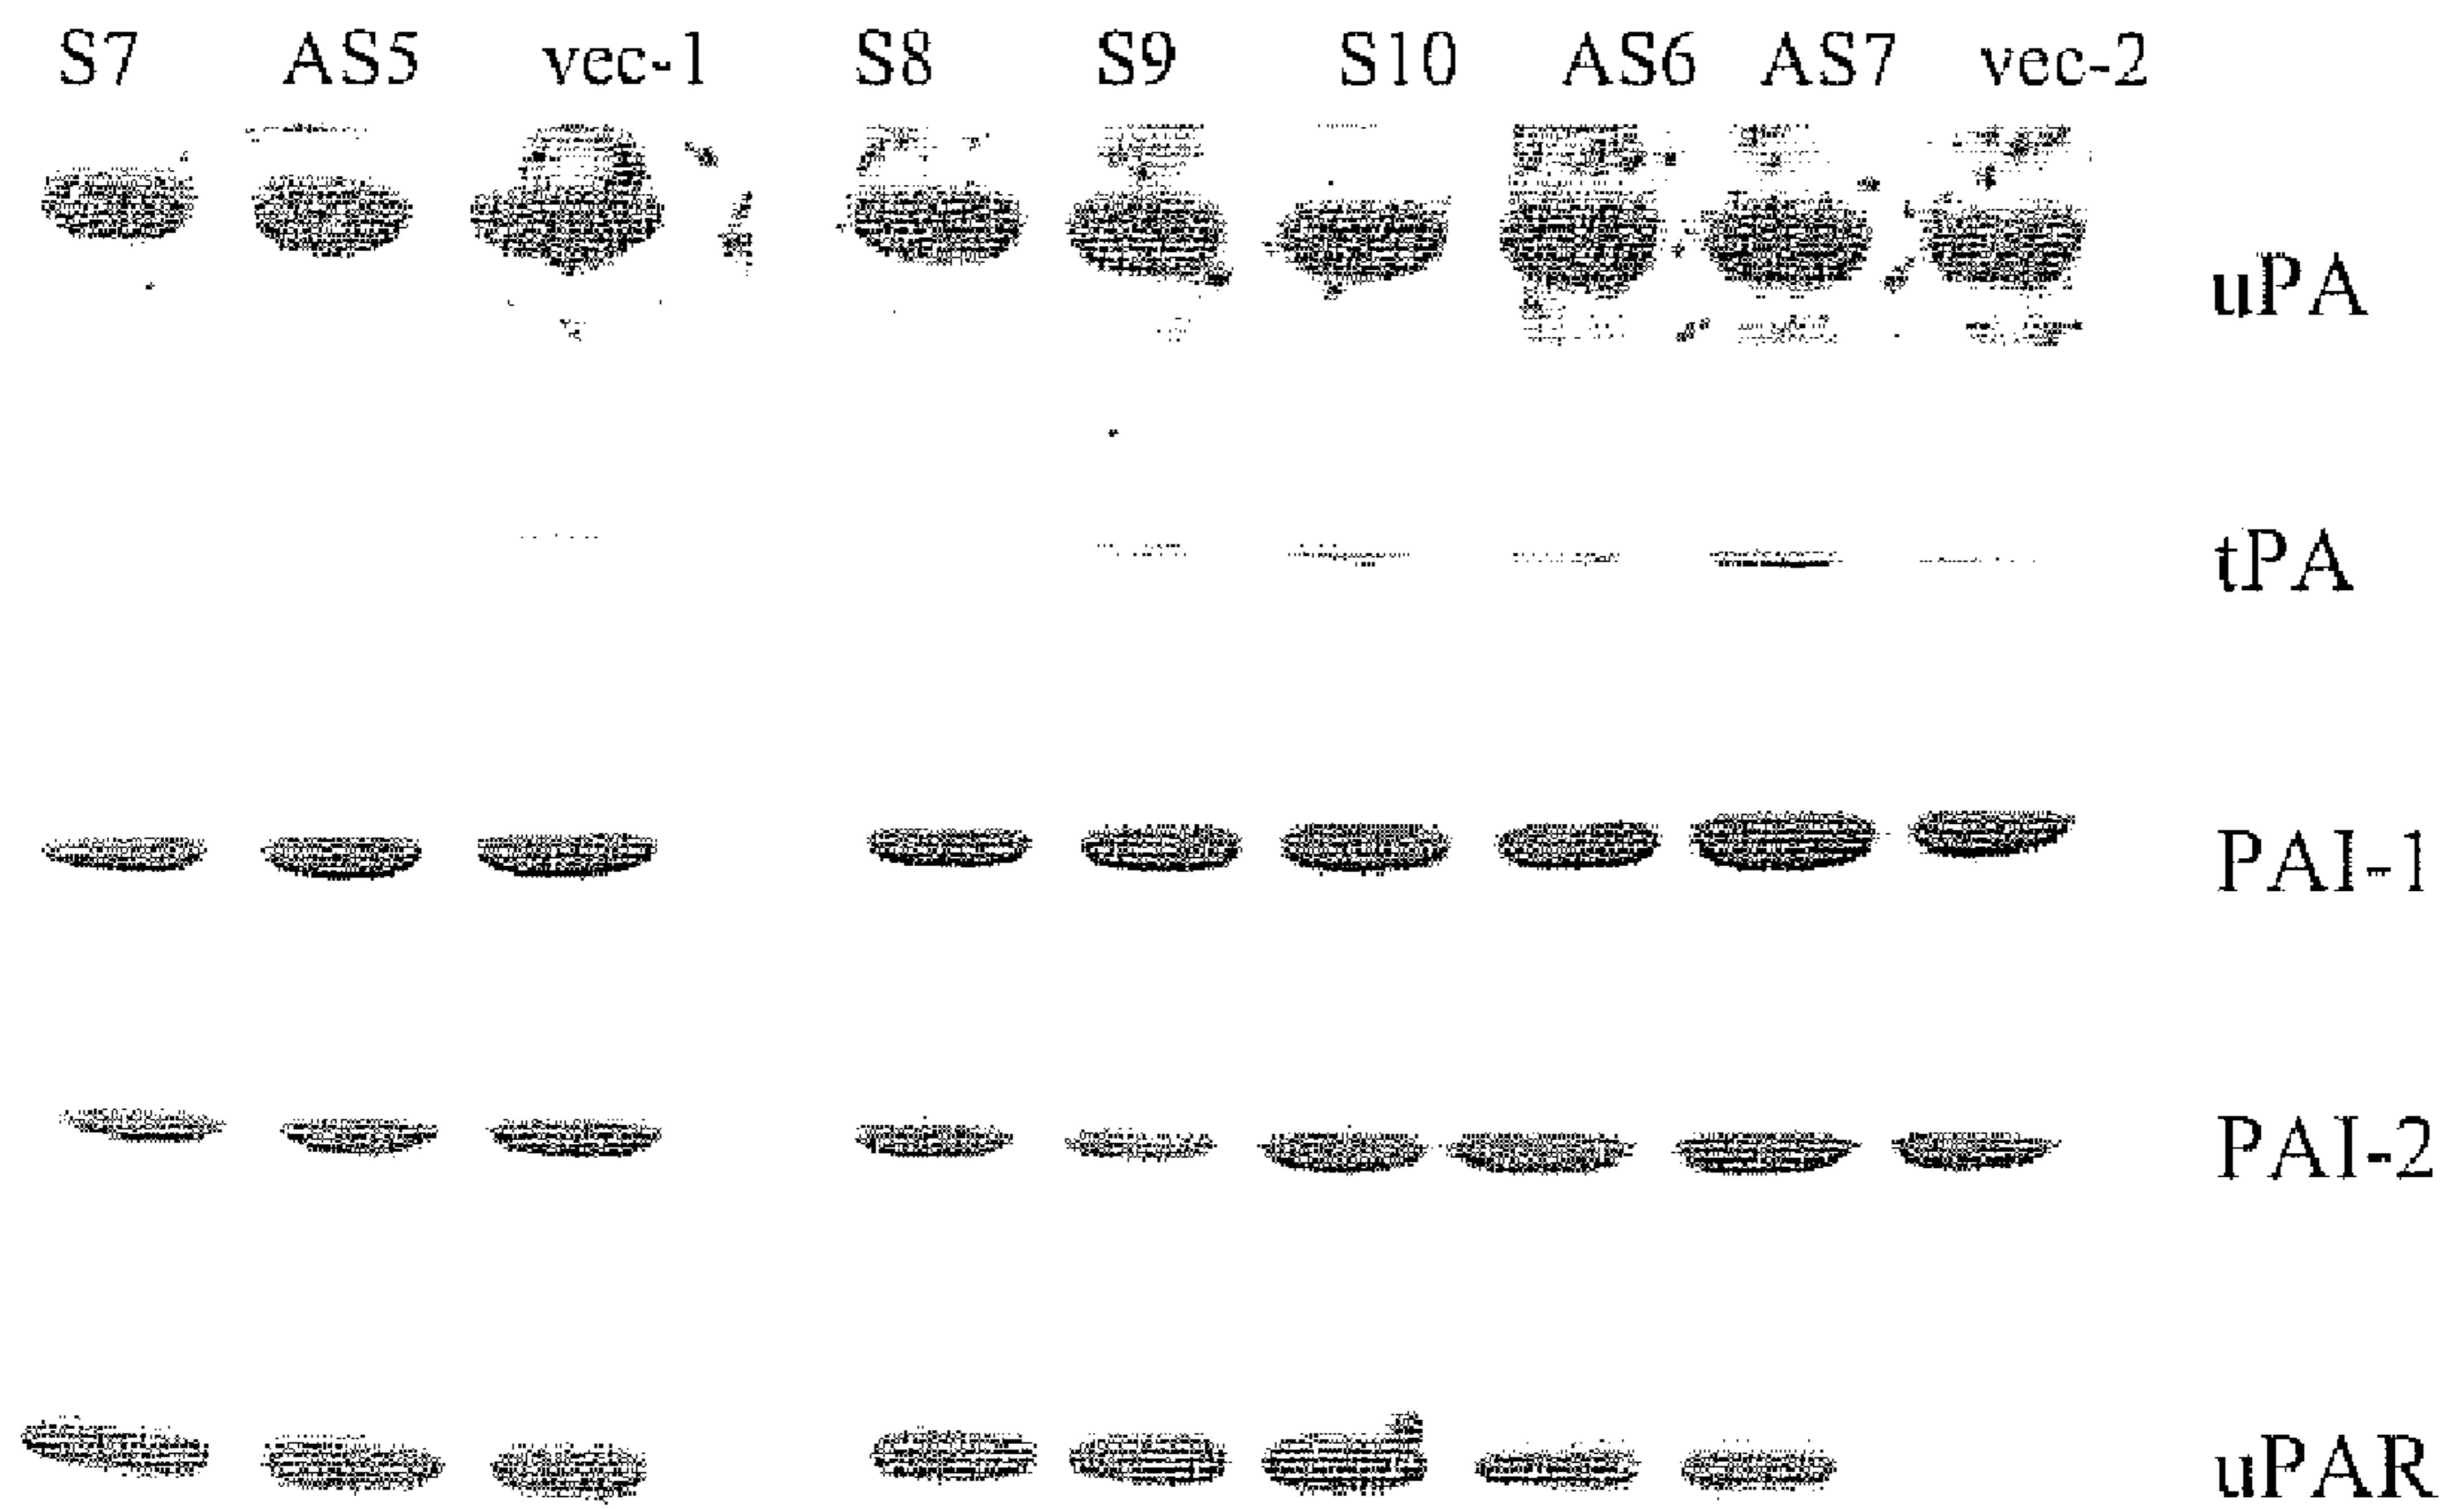 S7 AS5 vec-1 S8 S9 S10 AS6 AS7 vec-2
uPA
tPA
PAI-1
PAI-2
uPAR